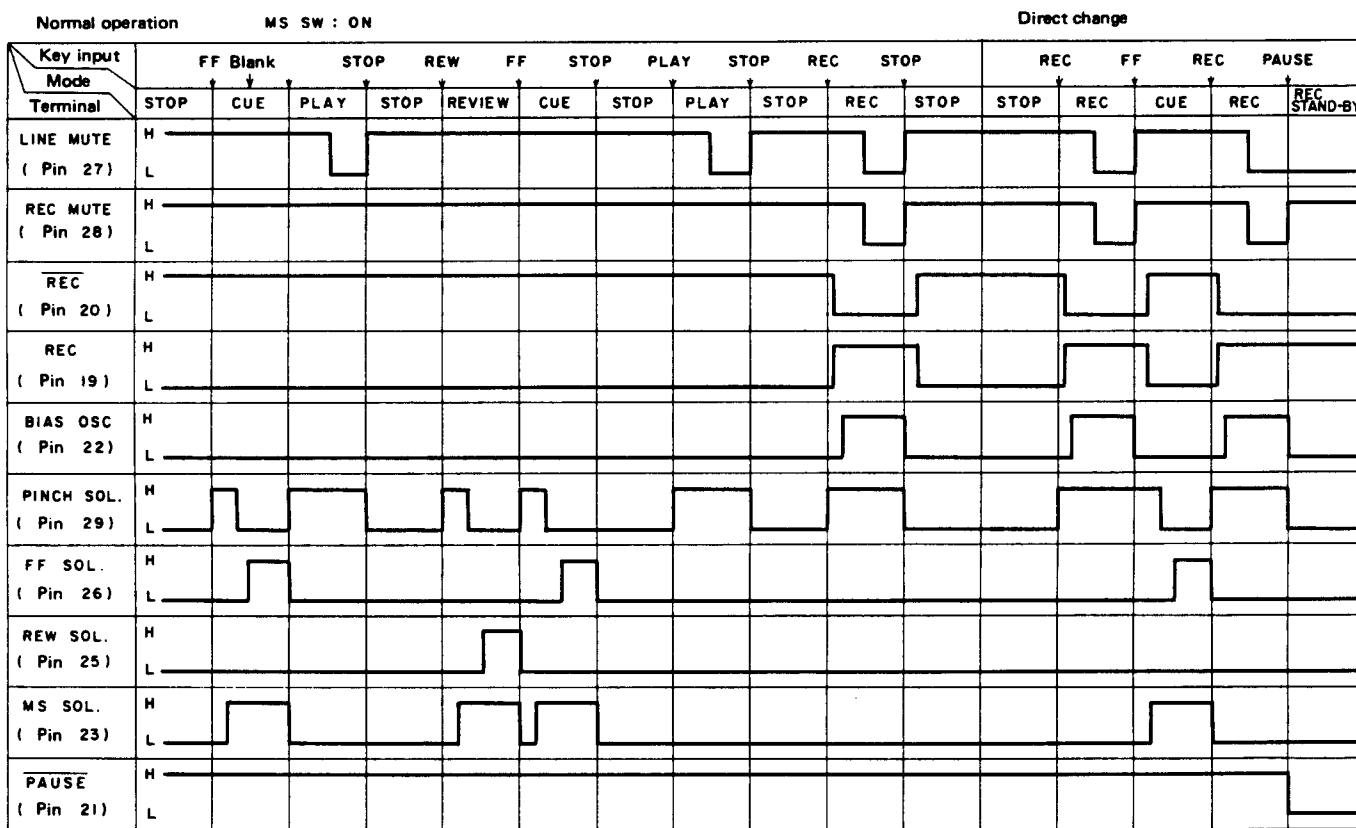 Normal operation MS SW : ON Direct change
Key input FF Blank STOP REW FF STOP PLAY STOP REC STOP REC FF REC PAUSE
Mode
Terminal STOP CUE PLAY STOP REVIEW CUE STOP PLAY STOP REC STOP STOP REC CUE REC REC STAND-BY
LINE MUTE H
( Pin 27) L
REC MUTE H
( Pin 28) L
REC H
( Pin 20) L
REC H
( Pin 19) L
BIAS OSC H
( Pin 22) L
PINCH SOL. H
( Pin 29) L
FF SOL. H
( Pin 26) L
REW SOL. H
( Pin 25) L
MS SOL. H
( Pin 23) L
PAUSE H
( Pin 21) L